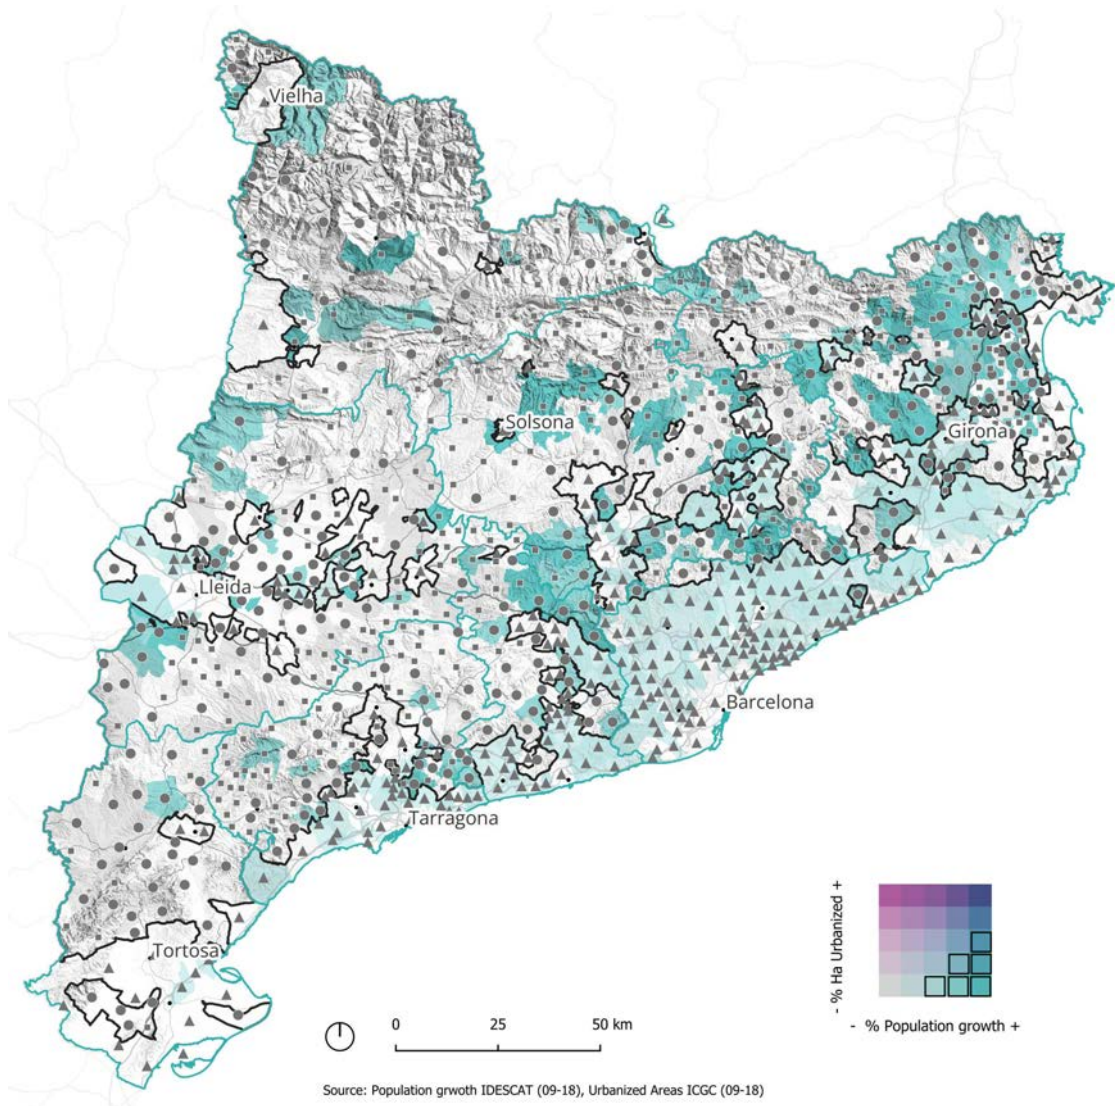 Vielha
Solsona
Girona
Lleida
Barcelona
Tarragona
Tortosa
- % Ha Urbanized +
- % Population growth +
0 25 50 km
Source: Population grwoth IDESCAT (09-18), Urbanized Areas ICGC (09-18)